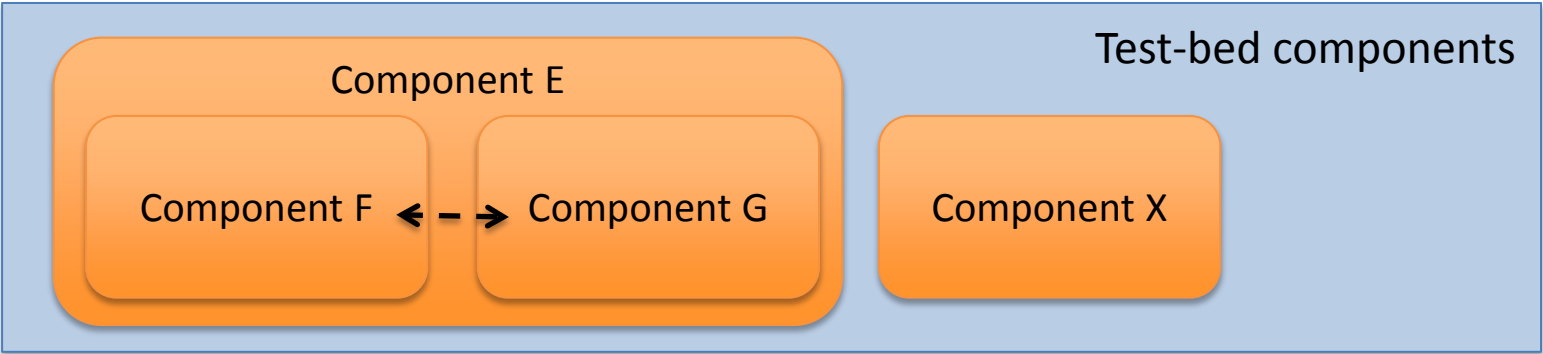 Test-bed components
Component E
Component F
Component G
Component X